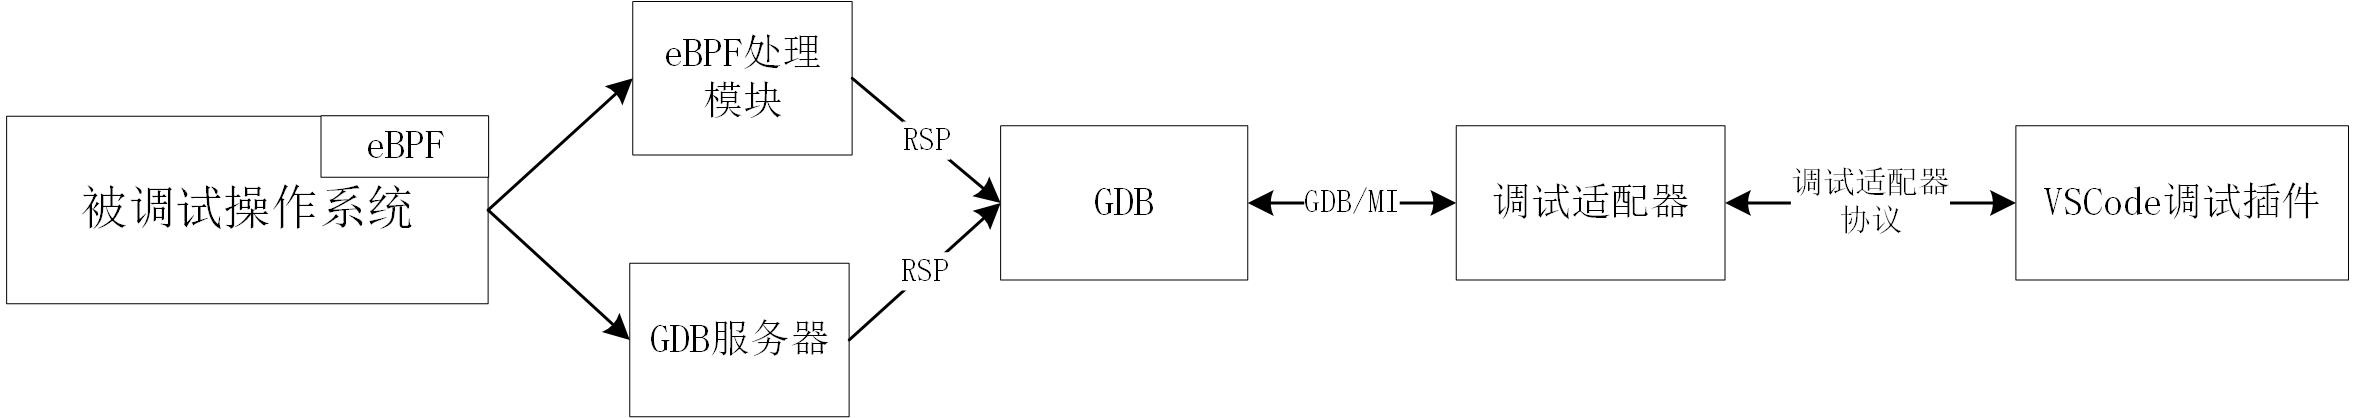 eBPF
被调试操作系统
eBPF处理
模块
GDB服务器
RSP
RSP
GDB
GDB/MI
调试适配器
调试适配器
协议
VSCode调试插件